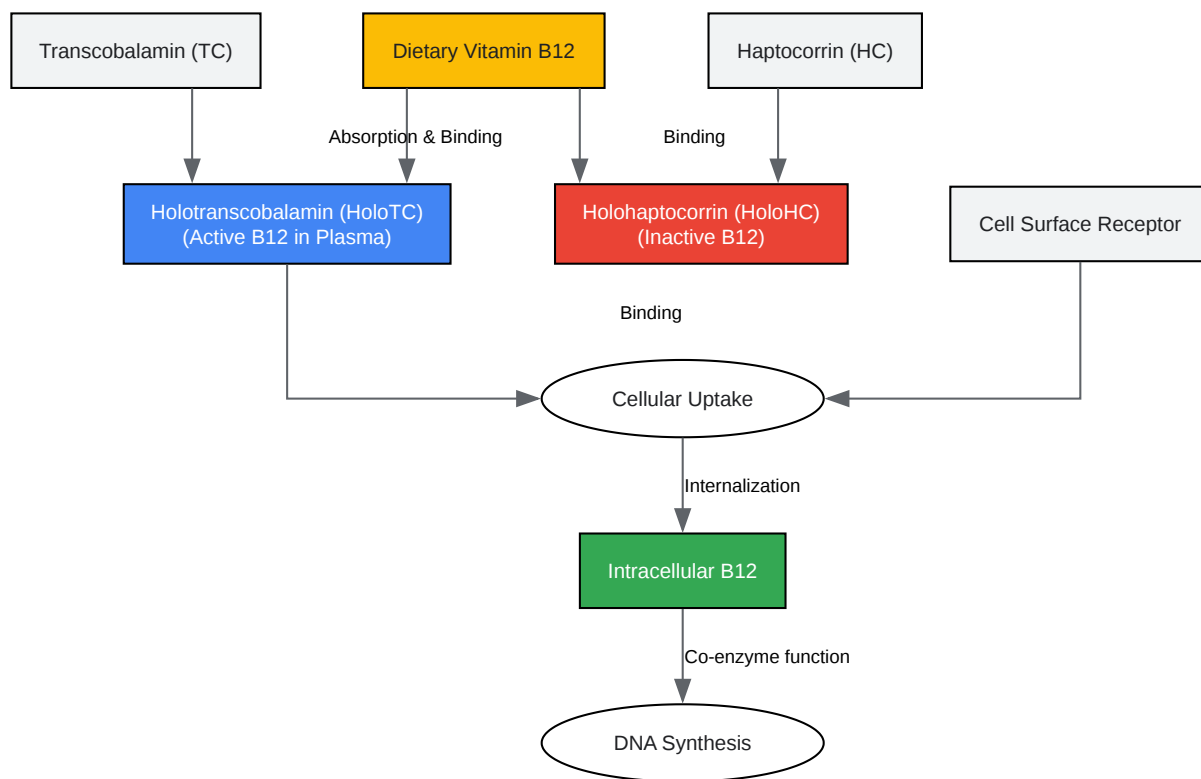 Transcobalamin (TC)
Dietary Vitamin B12
Haptocorrin (HC)
Absorption & Binding
Binding
Holotranscobalamin (HoloTC)
(Active B12 in Plasma)
Holohaptocorrin (HoloHC)
(Inactive B12)
Cell Surface Receptor
Binding
Cellular Uptake
Internalization
Intracellular B12
Co-enzyme function
DNA Synthesis